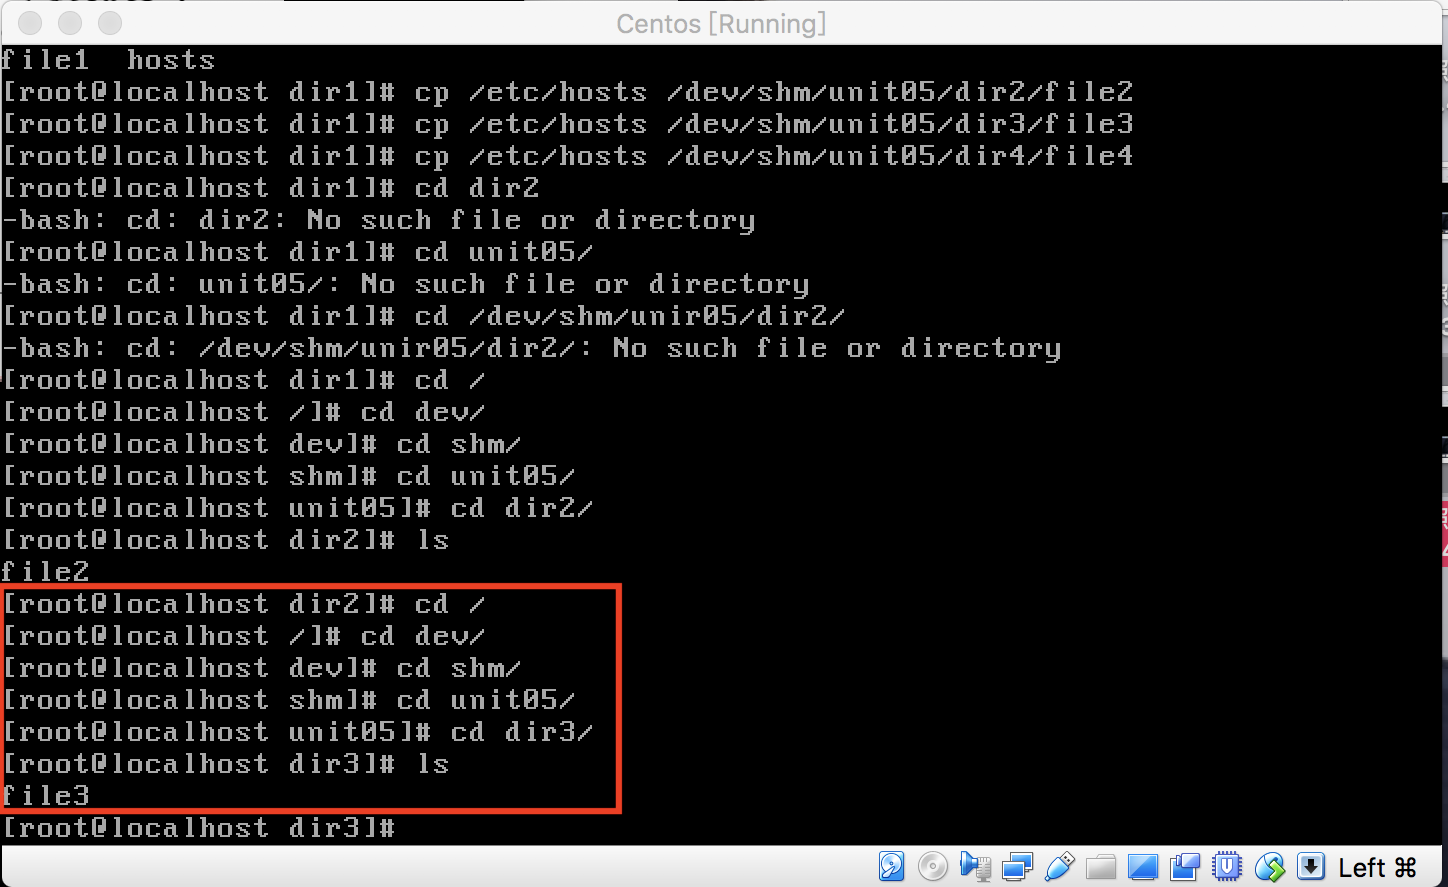 Centos [Running]
file1  hosts
[root@localhost dir1]# cp /etc/hosts /dev/shm/unit05/dir2/file2
[root@localhost dir1]# cp /etc/hosts /dev/shm/unit05/dir3/file3
[root@localhost dir1]# cp /etc/hosts /dev/shm/unit05/dir4/file4
[root@localhost dir1]# cd dir2
-bash: cd: dir2: No such file or directory
[root@localhost dir1]# cd unit05/
-bash: cd: unit05/: No such file or directory
[root@localhost dir1]# cd /dev/shm/unir05/dir2/
-bash: cd: /dev/shm/unir05/dir2/: No such file or directory
[root@localhost dir1]# cd /
[root@localhost /]# cd dev/
[root@localhost dev]# cd shm/
[root@localhost shm]# cd unit05/
[root@localhost unit05]# cd dir2/
[root@localhost dir2]# ls
file2
[root@localhost dir2]# cd /
[root@localhost /]# cd dev/
[root@localhost dev]# cd shm/
[root@localhost shm]# cd unit05/
[root@localhost unit05]# cd dir3/
[root@localhost dir3]# ls
file3
[root@localhost dir3]#
Left ⌘